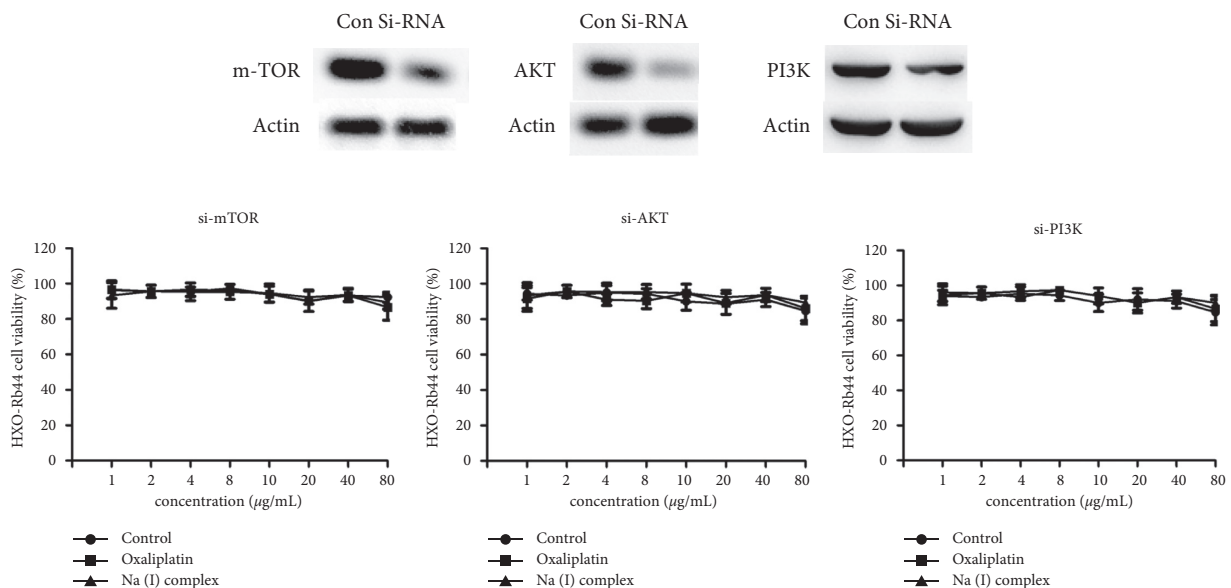 Con Si-RNA
m-TOR
Actin
Con Si-RNA
AKT
Actin
Con Si-RNA
PI3K
Actin
si-mTOR
HXO-Rb44 cell viability (%)
120
100
80
60
40
20
0
1 2 4 8 10 20 40 80
concentration (µg/mL)
Control
Oxaliplatin
Na (I) complex
si-AKT
HXO-Rb44 cell viability (%)
120
100
80
60
40
20
0
1 2 4 8 10 20 40 80
concentration (µg/mL)
Control
Oxaliplatin
Na (I) complex
si-PI3K
HXO-Rb44 cell viability (%)
120
100
80
60
40
20
0
1 2 4 8 10 20 40 80
concentration (µg/mL)
Control
Oxaliplatin
Na (I) complex